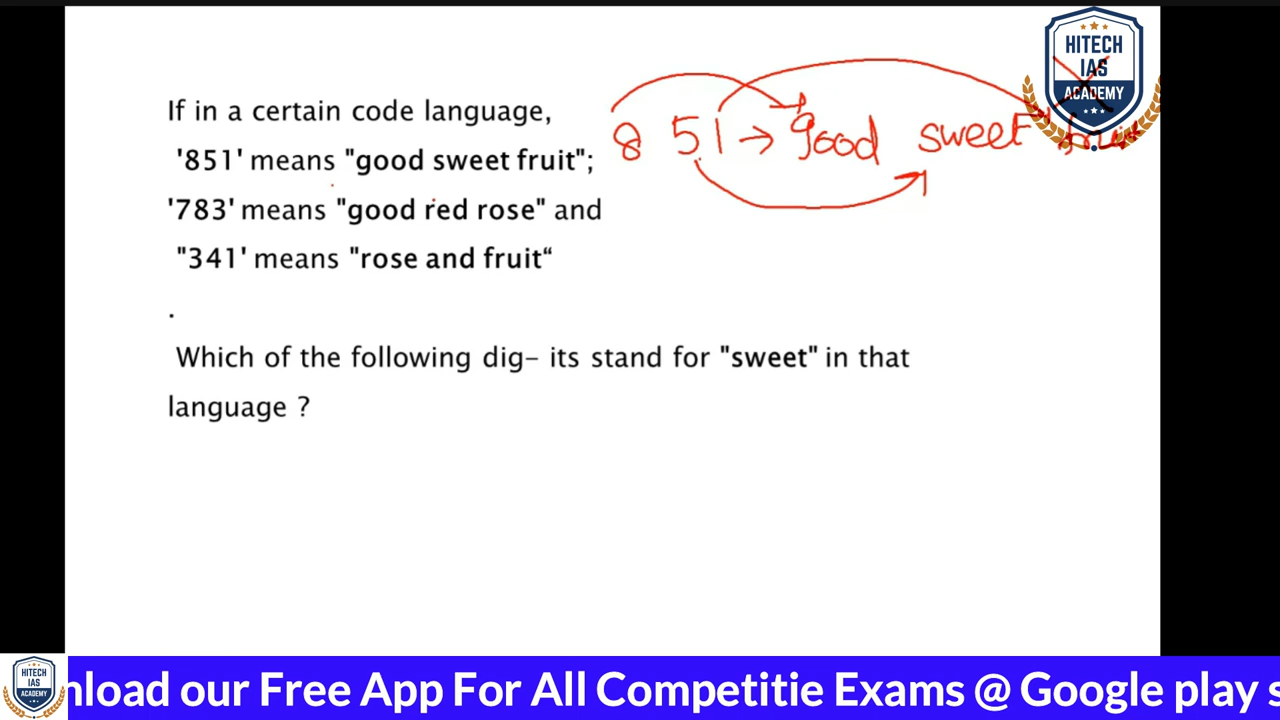 HITECH
IAS
ACADEMY
8 51 → good sweet fruit
If in a certain code language,
'851' means "good sweet fruit";
'783' means "good red rose" and
"341' means "rose and fruit“
.
Which of the following dig- its stand for "sweet" in that
language ?
HITECH
IAS
ACADEMY
nload our Free App For All Competitie Exams @ Google play s